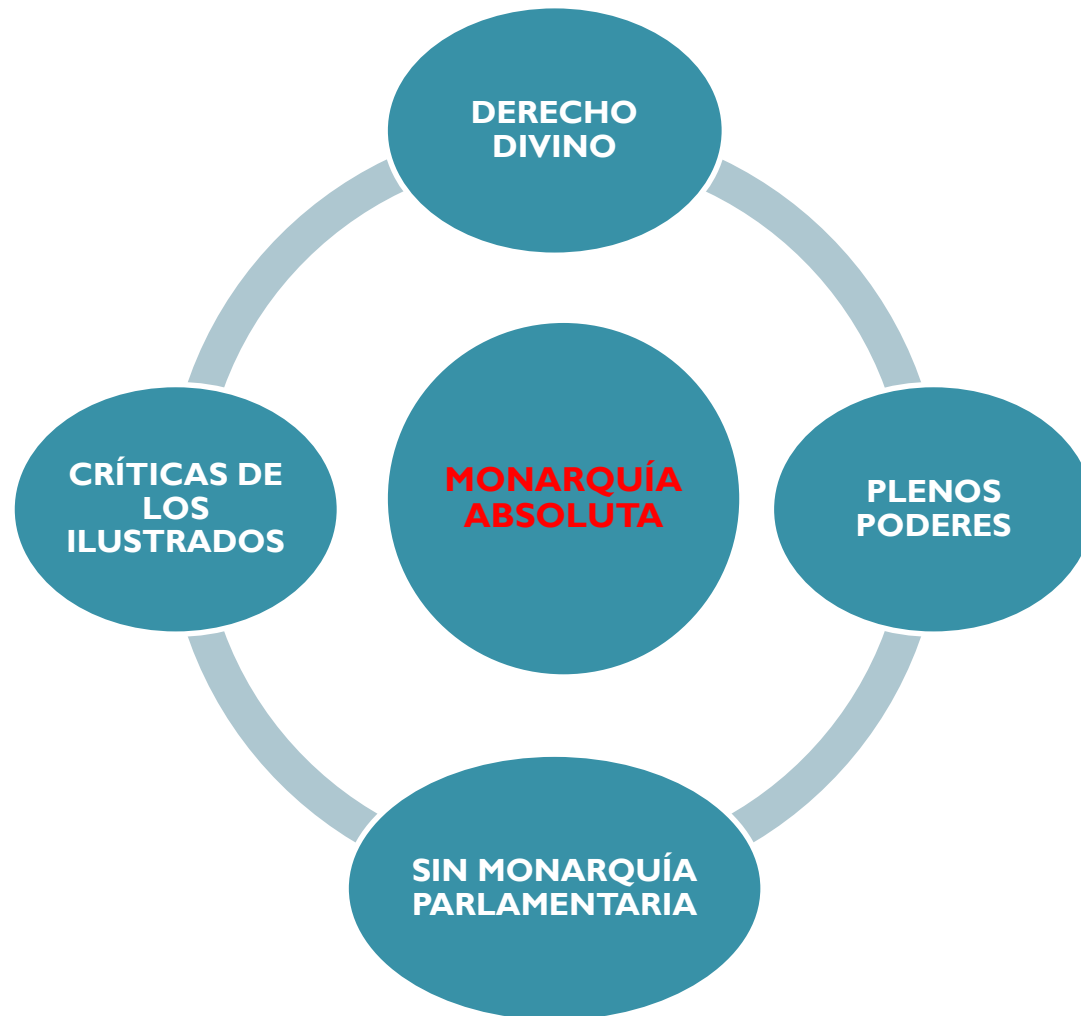 DERECHO
DIVINO
CRÍTICAS DE
LOS
ILUSTRADOS
MONARQUÍA
ABSOLUTA
PLENOS
PODERES
SIN MONARQUÍA
PARLAMENTARIA